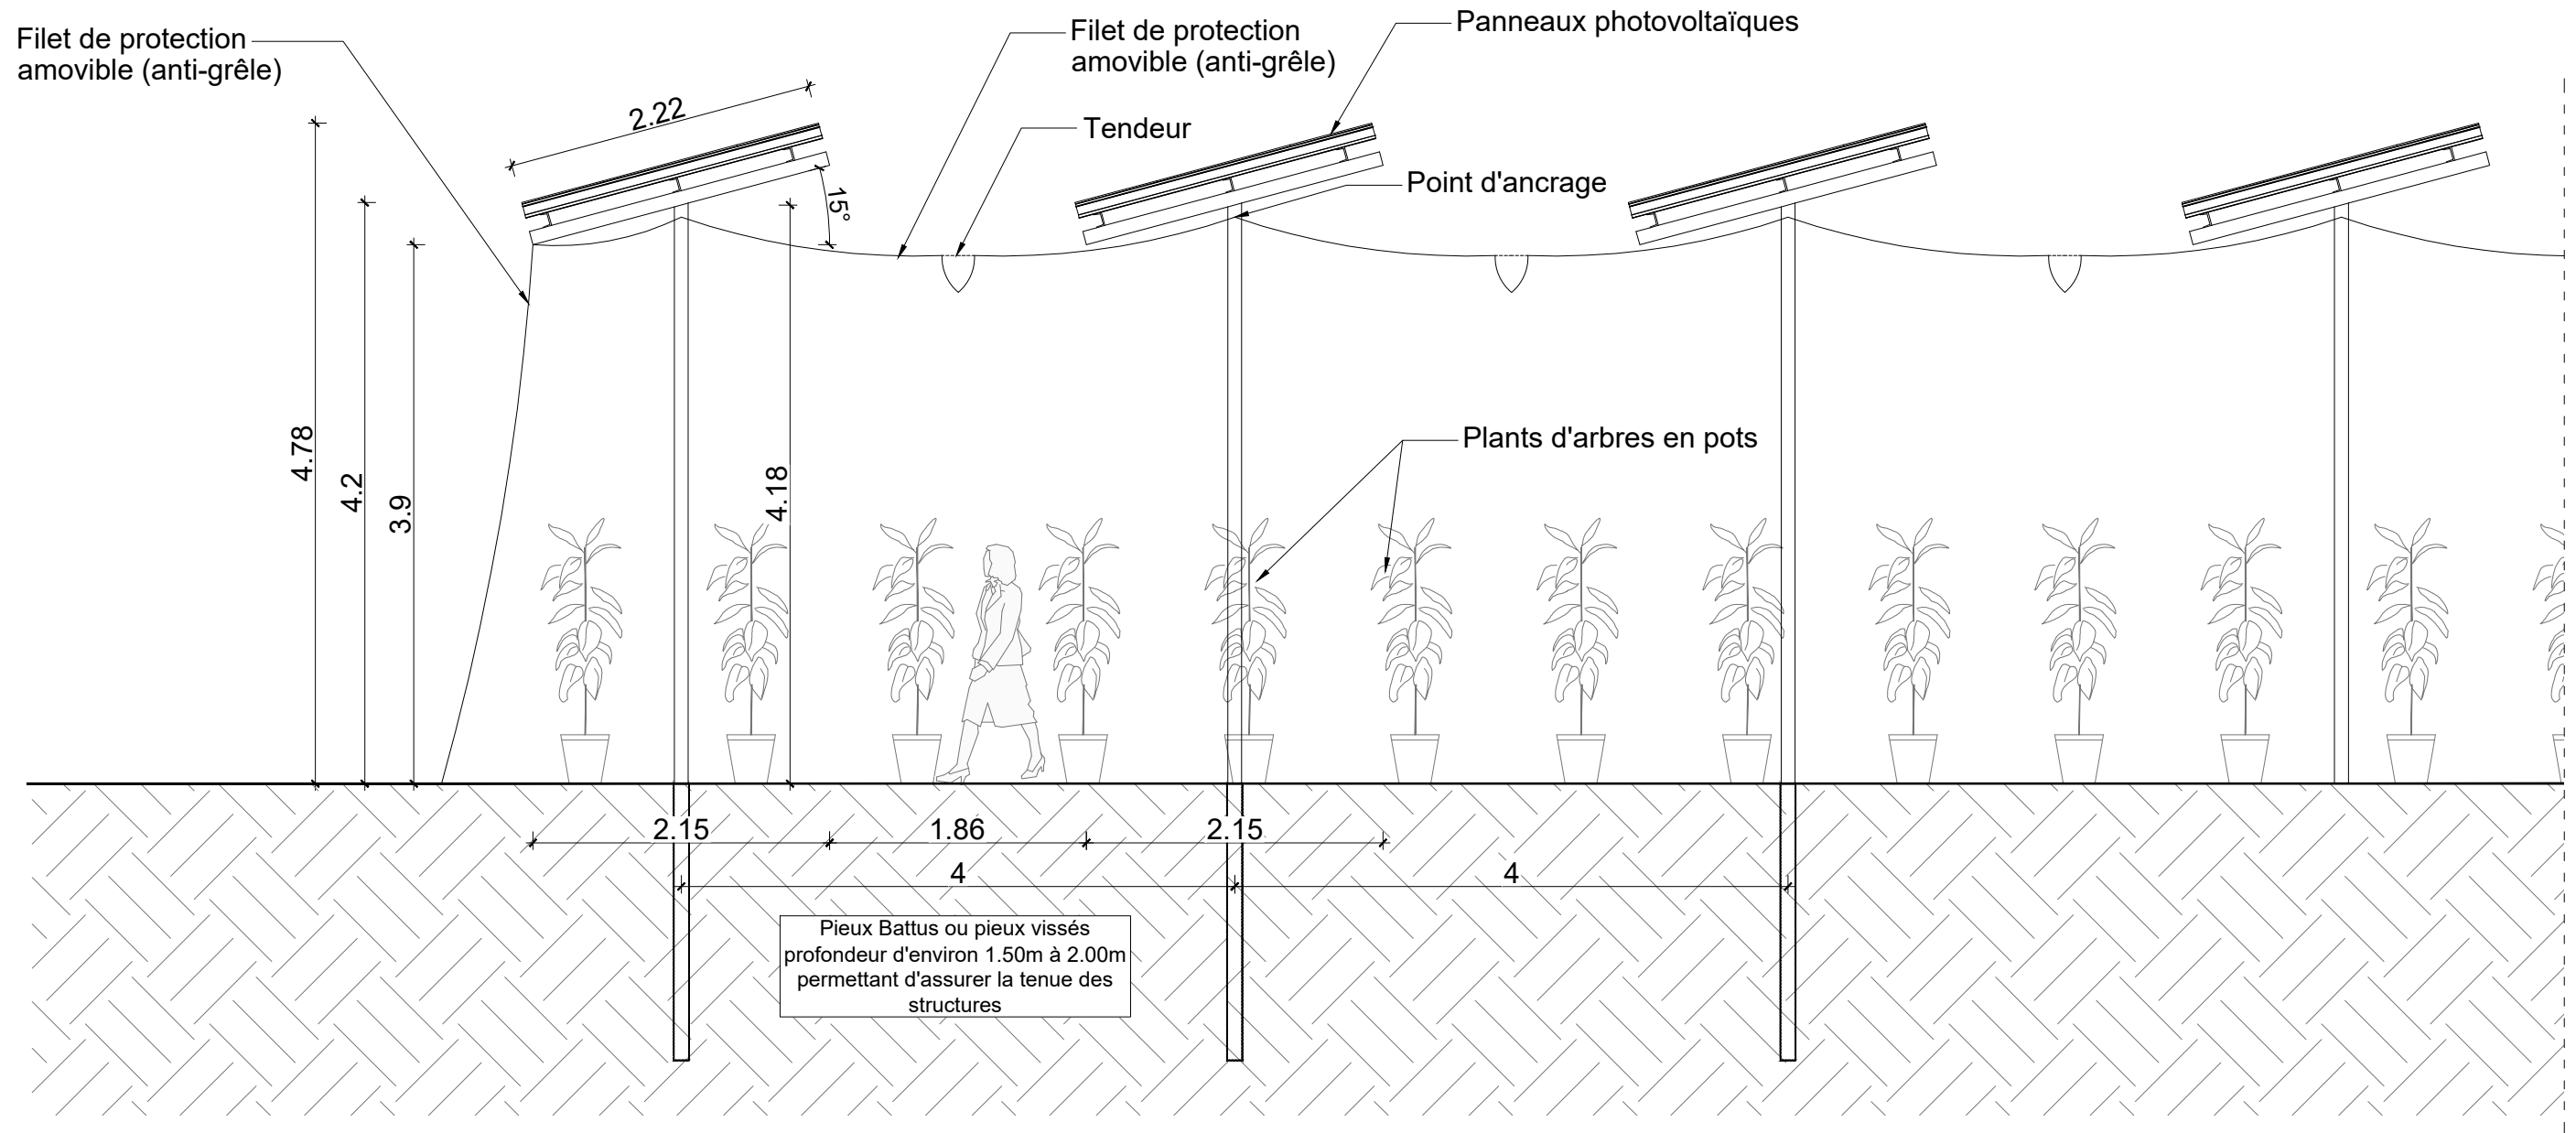 Filet de protection
amovible (anti-grêle)
Filet de protection
amovible (anti-grêle)
Panneaux photovoltaïques
2.22
Tendeur
Point d'ancrage
15°
4.78
4.2
3.9
4.18
Plants d'arbres en pots
2.15
1.86
2.15
4
4
Pieux Battus ou pieux vissés
profondeur d'environ 1.50m à 2.00m
permettant d'assurer la tenue des
structures